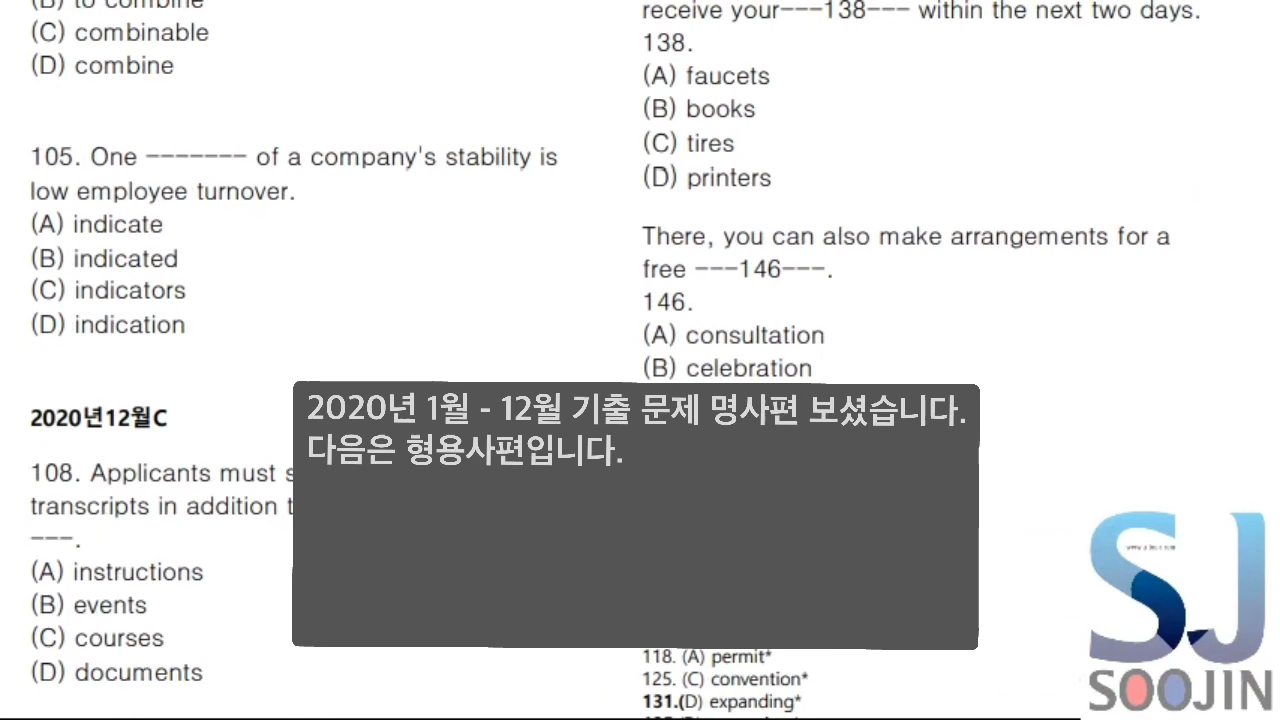 (B) to combine
(C) combinable
(D) combine
105. One ------- of a company's stability is
low employee turnover.
(A) indicate
(B) indicated
(C) indicators
(D) indication
2020년12월C
108. Applicants must s
transcripts in addition t
---.
(A) instructions
(B) events
(C) courses
(D) documents
receive your---138--- within the next two days.
138.
(A) faucets
(B) books
(C) tires
(D) printers
There, you can also make arrangements for a
free ---146---.
146.
(A) consultation
(B) celebration
2020년 1월 - 12월 기출 문제 명사편 보셨습니다.
다음은 형용사편입니다.
118. (A) permit*
125. (C) convention*
131.(D) expanding*
SJ
SOOJIN